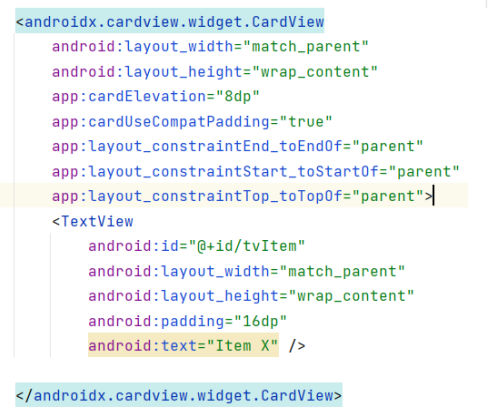 <androidx.cardview.widget.CardView
    android:layout_width="match_parent"
    android:layout_height="wrap_content"
    app:cardElevation="8dp"
    app:cardUseCompatPadding="true"
    app:layout_constraintEnd_toEndOf="parent"
    app:layout_constraintStart_toStartOf="parent"
    app:layout_constraintTop_toTopOf="parent">
    <TextView
        android:id="@+id/tvItem"
        android:layout_width="match_parent"
        android:layout_height="wrap_content"
        android:padding="16dp"
        android:text="Item X" />
</androidx.cardview.widget.CardView>